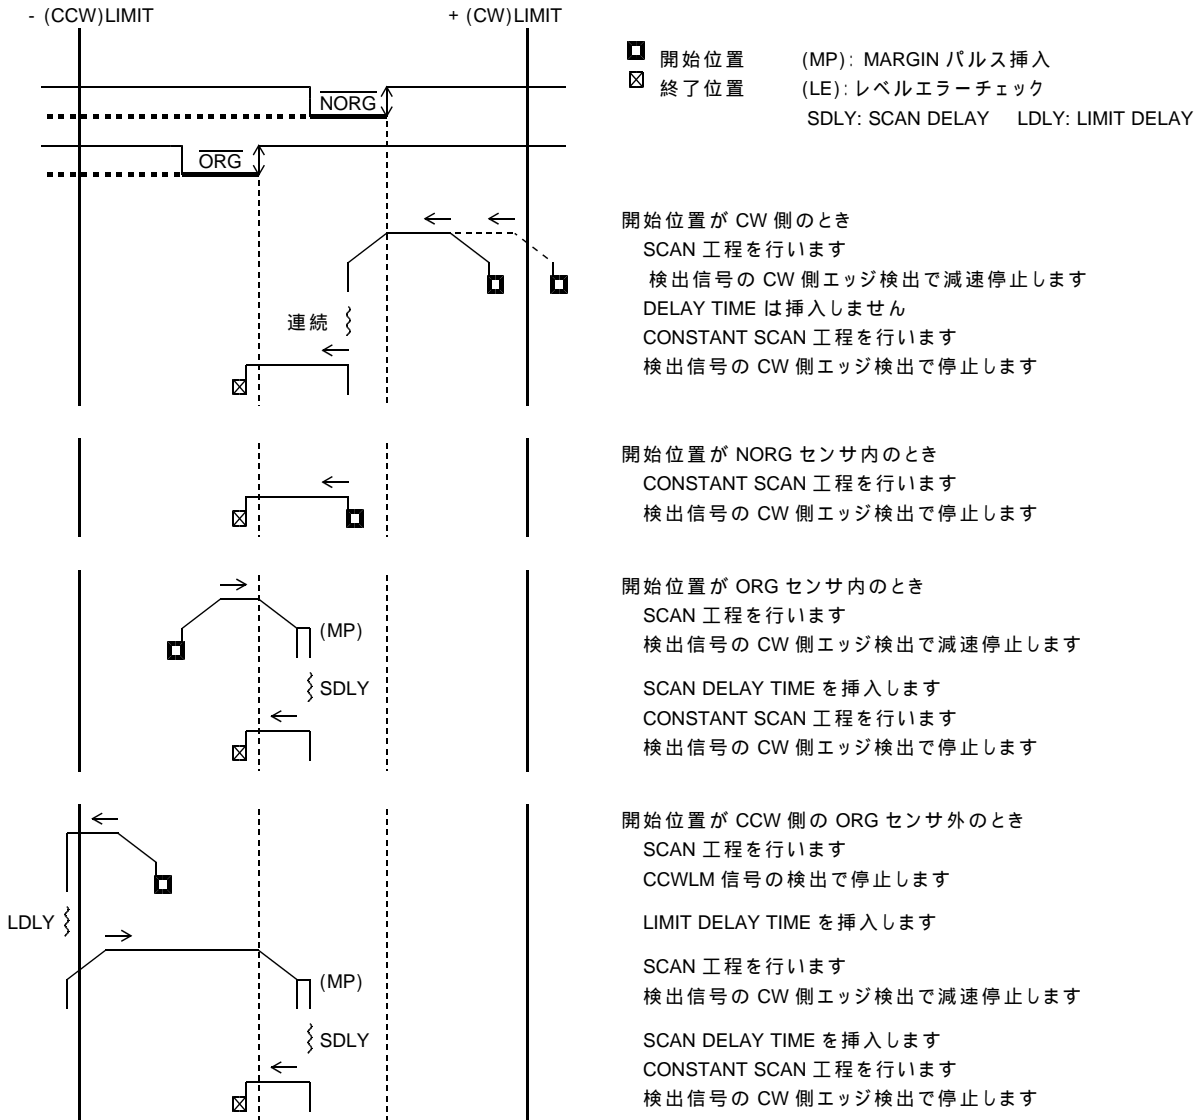 - (CCW)LIMIT
+ (CW)LIMIT
開始位置 (MP): MARGIN パルス挿入
終了位置 (LE):レベルエラーチェック
SDLY: SCAN DELAY LDLY: LIMIT DELAY
NORG
ORG
開始位置が CW 側のとき
SCAN 工程を行います
検出信号の CW 側エッジ検出で減速停止します
DELAY TIME は挿入しません
CONSTANT SCAN 工程を行います
検出信号の CW 側エッジ検出で停止します
連続
開始位置が NORG センサ内のとき
CONSTANT SCAN 工程を行います
検出信号の CW 側エッジ検出で停止します
開始位置が ORG センサ内のとき
SCAN 工程を行います
検出信号の CW 側エッジ検出で減速停止します
SCAN DELAY TIME を挿入します
CONSTANT SCAN 工程を行います
検出信号の CW 側エッジ検出で停止します
(MP)
SDLY
開始位置が CCW 側の ORG センサ外のとき
SCAN 工程を行います
CCWLM 信号の検出で停止します
LIMIT DELAY TIME を挿入します
SCAN 工程を行います
検出信号の CW 側エッジ検出で減速停止します
SCAN DELAY TIME を挿入します
CONSTANT SCAN 工程を行います
検出信号の CW 側エッジ検出で停止します
LDLY
(MP)
SDLY